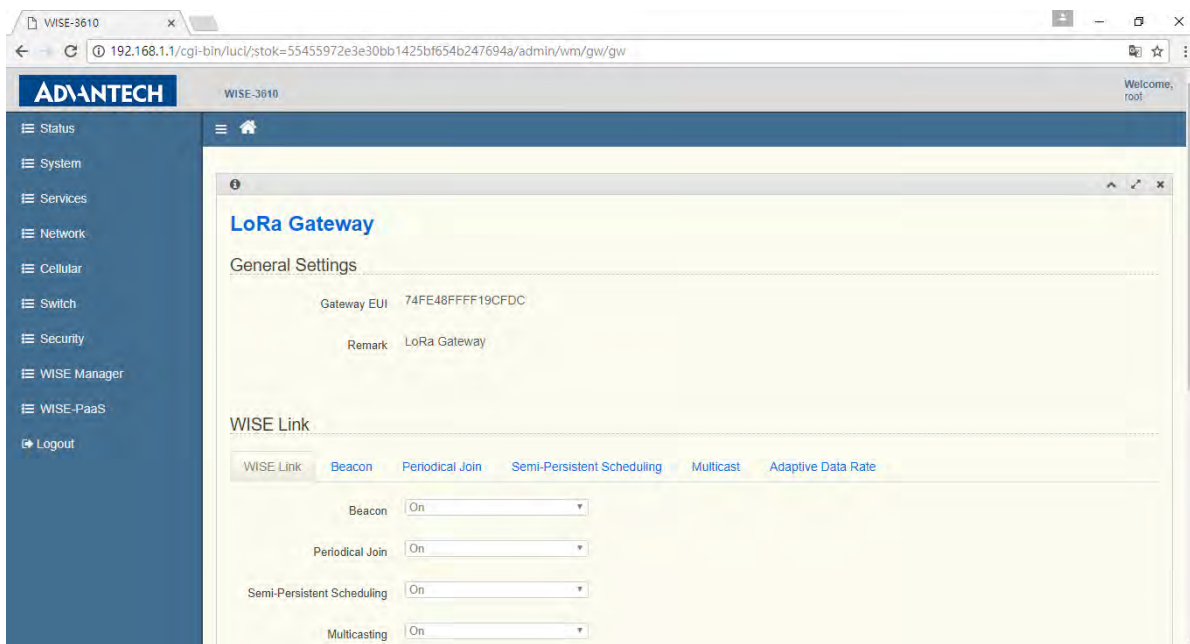 WISE-3610
192.168.1.1/cgi-bin/luci/;stok=55455972e3e30bb1425bf654b247694a/admin/wm/gw/gw
ADVANTECH
WISE-3610
Welcome,
root
Status
System
Services
Network
Cellular
Switch
Security
WISE Manager
WISE-PaaS
Logout
LoRa Gateway
General Settings
Gateway EUI 74FE48FFFF19CFDC
Remark LoRa Gateway
WISE Link
WISE Link Beacon Periodical Join Semi-Persistent Scheduling Multicast Adaptive Data Rate
Beacon On
Periodical Join On
Semi-Persistent Scheduling On
Multicasting On